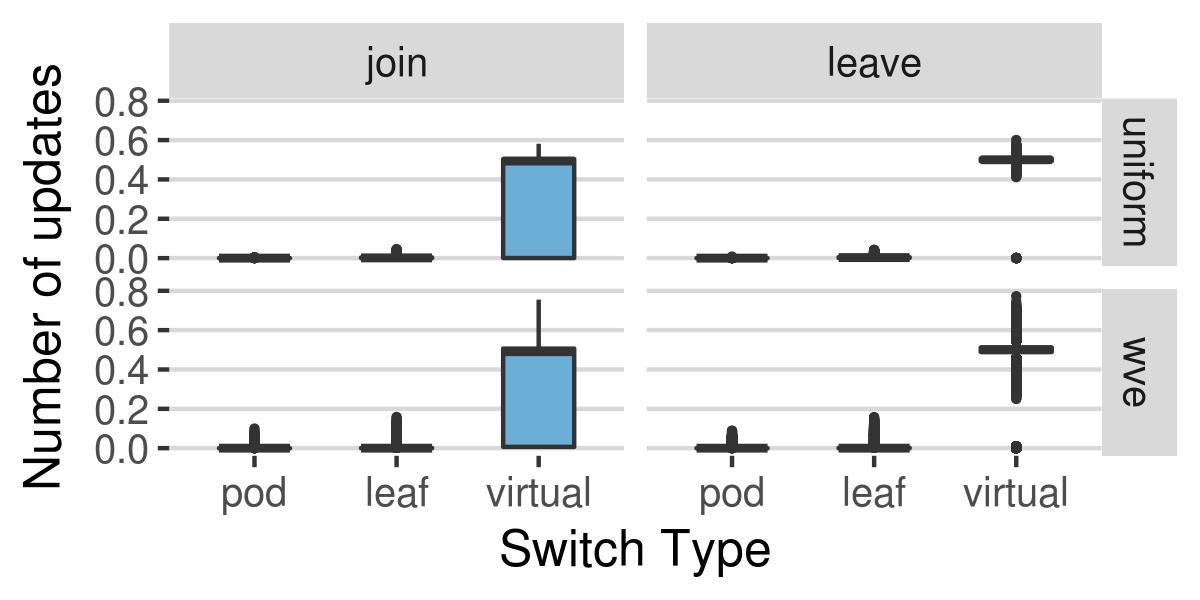 join leave
Number of updates
0.8
0.6
0.4
0.2
0.0
uniform
0.8
0.6
0.4
0.2
0.0
wve
pod leaf virtual pod leaf virtual
Switch Type